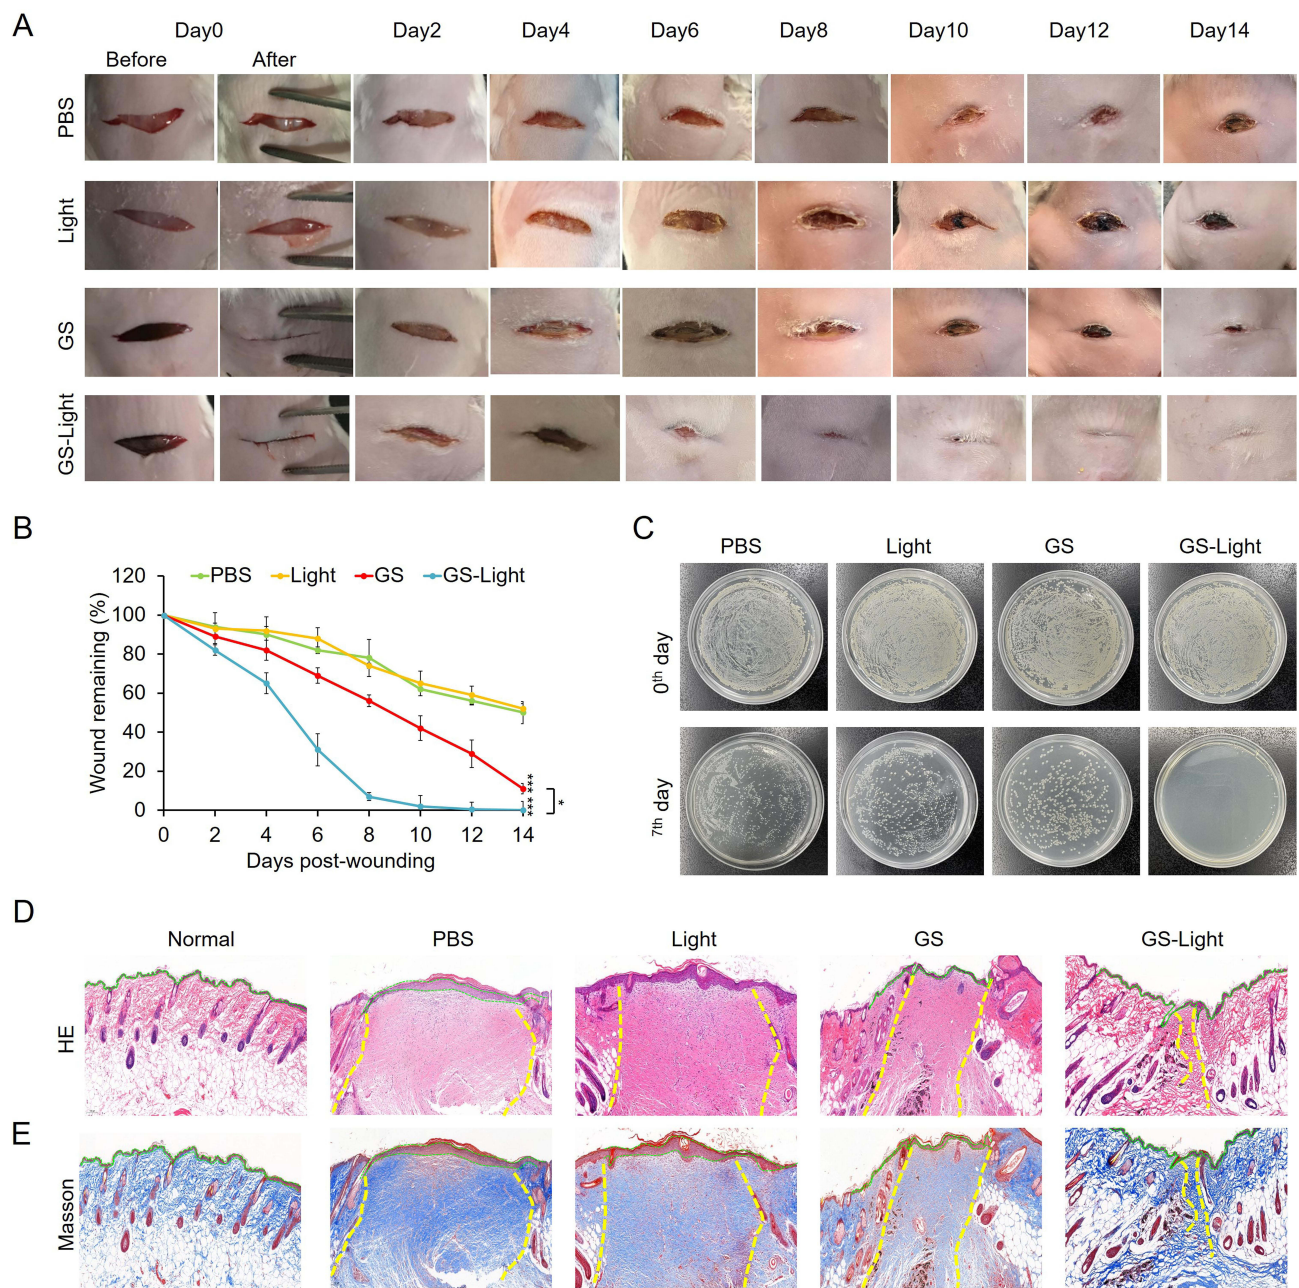 A
Day0 Day2 Day4 Day6 Day8 Day10 Day12 Day14
Before After
PBS
Light
GS
GS-Light
B
PBS Light GS GS-Light
Wound remaining (%)
120
100
80
60
40
20
0
0 2 4 6 8 10 12 14
Days post-wounding
***
***
*
C
PBS Light GS GS-Light
0th day
7th day
D
Normal PBS Light GS GS-Light
HE
E
Masson